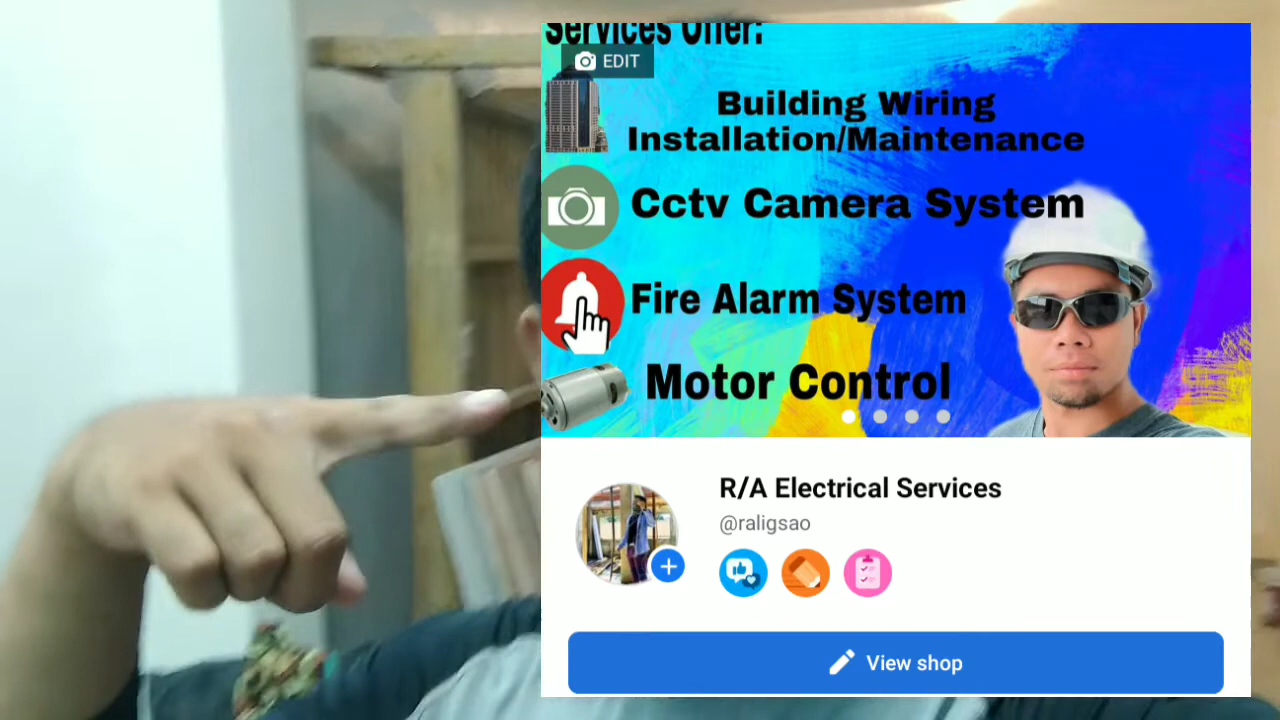 Services Offer:
EDIT
Building Wiring
Installation/Maintenance
Cctv Camera System
Fire Alarm System
Motor Control
R/A Electrical Services
@raligsao
View shop